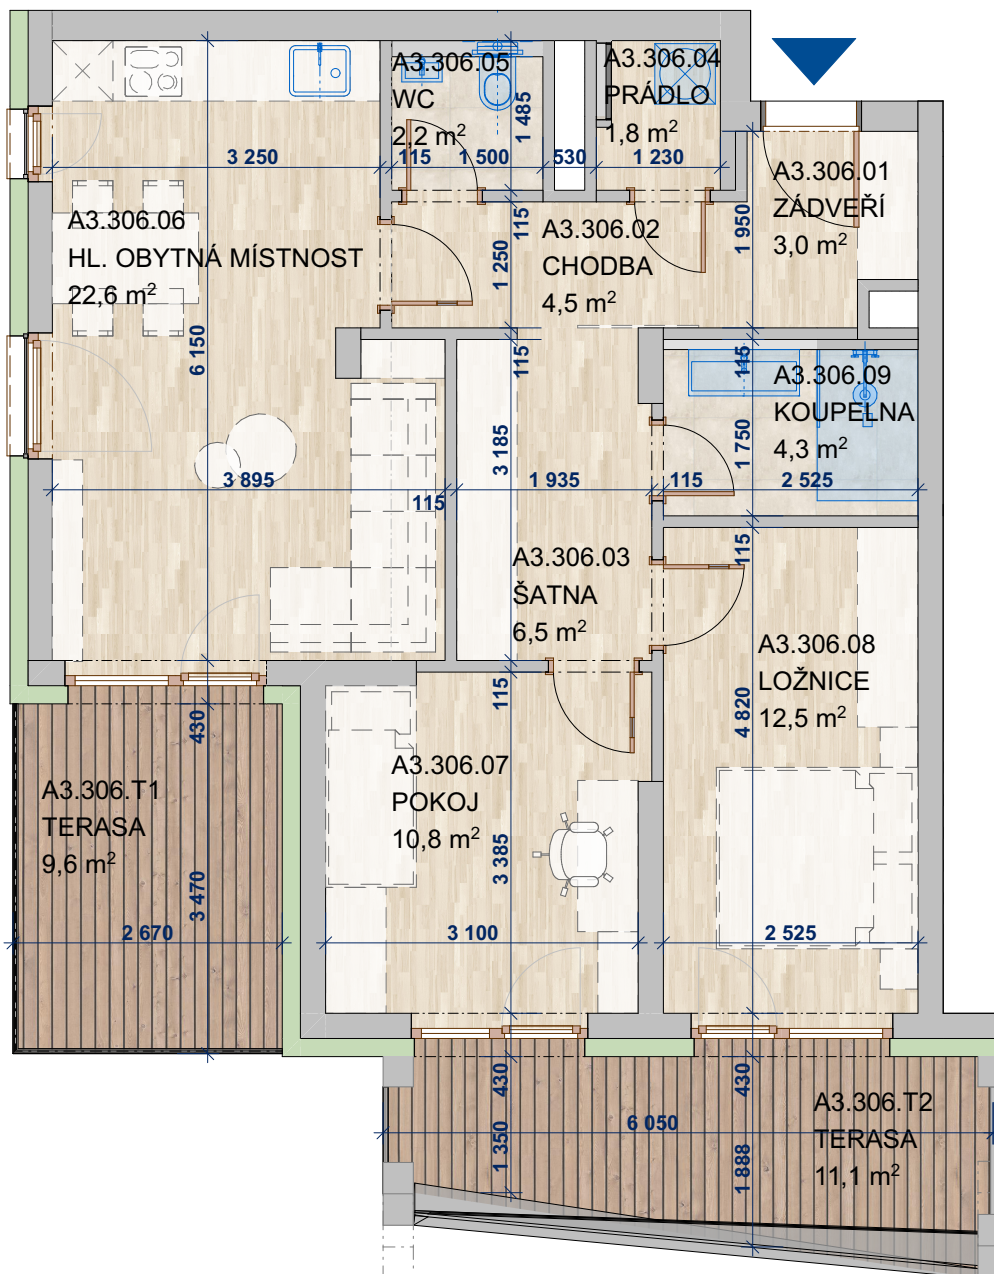 A3.306.05
WC
2,2 m²
A3.306.04
PRÁDLO
1,8 m²
1 485
3 250
115
1 500
530
1 230
A3.306.01
ZÁDVEŘÍ
3,0 m²
A3.306.06
HL. OBYTNÁ MÍSTNOST
22,6 m²
115
1 250
A3.306.02
CHODBA
4,5 m²
1 950
6 150
115
115
A3.306.09
KOUPELNA
4,3 m²
3 185
1 750
3 895
115
1 935
115
2 525
A3.306.03
ŠATNA
6,5 m²
115
A3.306.08
LOŽNICE
12,5 m²
115
4 820
430
A3.306.T1
TERASA
9,6 m²
A3.306.07
POKOJ
10,8 m²
3 385
3 470
2 670
3 100
2 525
430
430
A3.306.T2
TERASA
11,1 m²
6 050
1 350
1 888